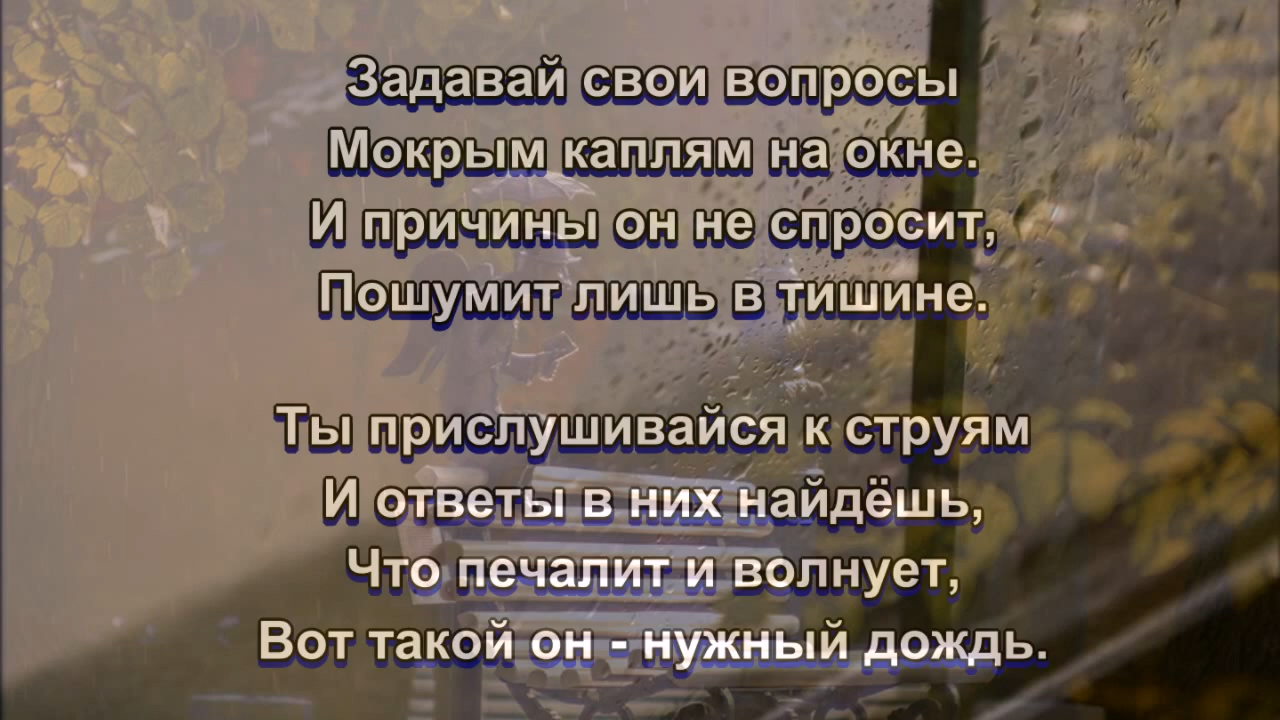 Задавай свои вопросы
Мокрым каплям на окне.
И причины он не спросит,
Пошумит лишь в тишине.
Ты прислушивайся к струям
И ответы в них найдёшь,
Что печалит и волнует,
Вот такой он - нужный дождь.